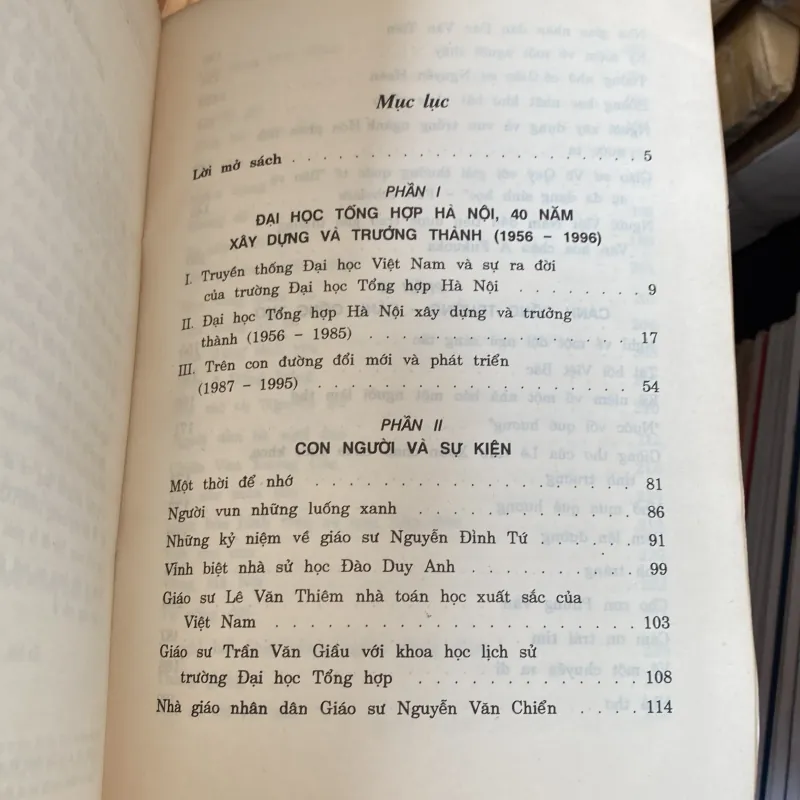 Mục lục
Lời mở sách . . . . . . . . . . . . . . . . . . . . . . 5
PHẦN I
ĐẠI HỌC TỔNG HỢP HÀ NỘI, 40 NĂM
XÂY DỰNG VÀ TRƯỞNG THÀNH (1956 - 1996)
I. Truyền thống Đại học Việt Nam và sự ra đời
của trường Đại học Tổng hợp Hà Nội . . . . . . . . 9
II. Đại học Tổng hợp Hà Nội xây dựng và trưởng
thành (1956 - 1985) . . . . . . . . . . . . . . . . . 17
III. Trên con đường đổi mới và phát triển
(1987 - 1995) . . . . . . . . . . . . . . . . . . . . 54
PHẦN II
CON NGƯỜI VÀ SỰ KIỆN
Một thời để nhớ . . . . . . . . . . . . . . . . . 81
Người vun những luống xanh . . . . . . . . . . . . 86
Những kỷ niệm về giáo sư Nguyễn Đình Tứ . . . . . . 91
Vĩnh biệt nhà sử học Đào Duy Anh . . . . . . . . . 99
Giáo sư Lê Văn Thiêm nhà toán học xuất sắc của
Việt Nam . . . . . . . . . . . . . . . . . . . . 103
Giáo sư Trần Văn Giầu với khoa học lịch sử
trường Đại học Tổng hợp . . . . . . . . . . . . . 108
Nhà giáo nhân dân Giáo sư Nguyễn Văn Chiển . . . . 114